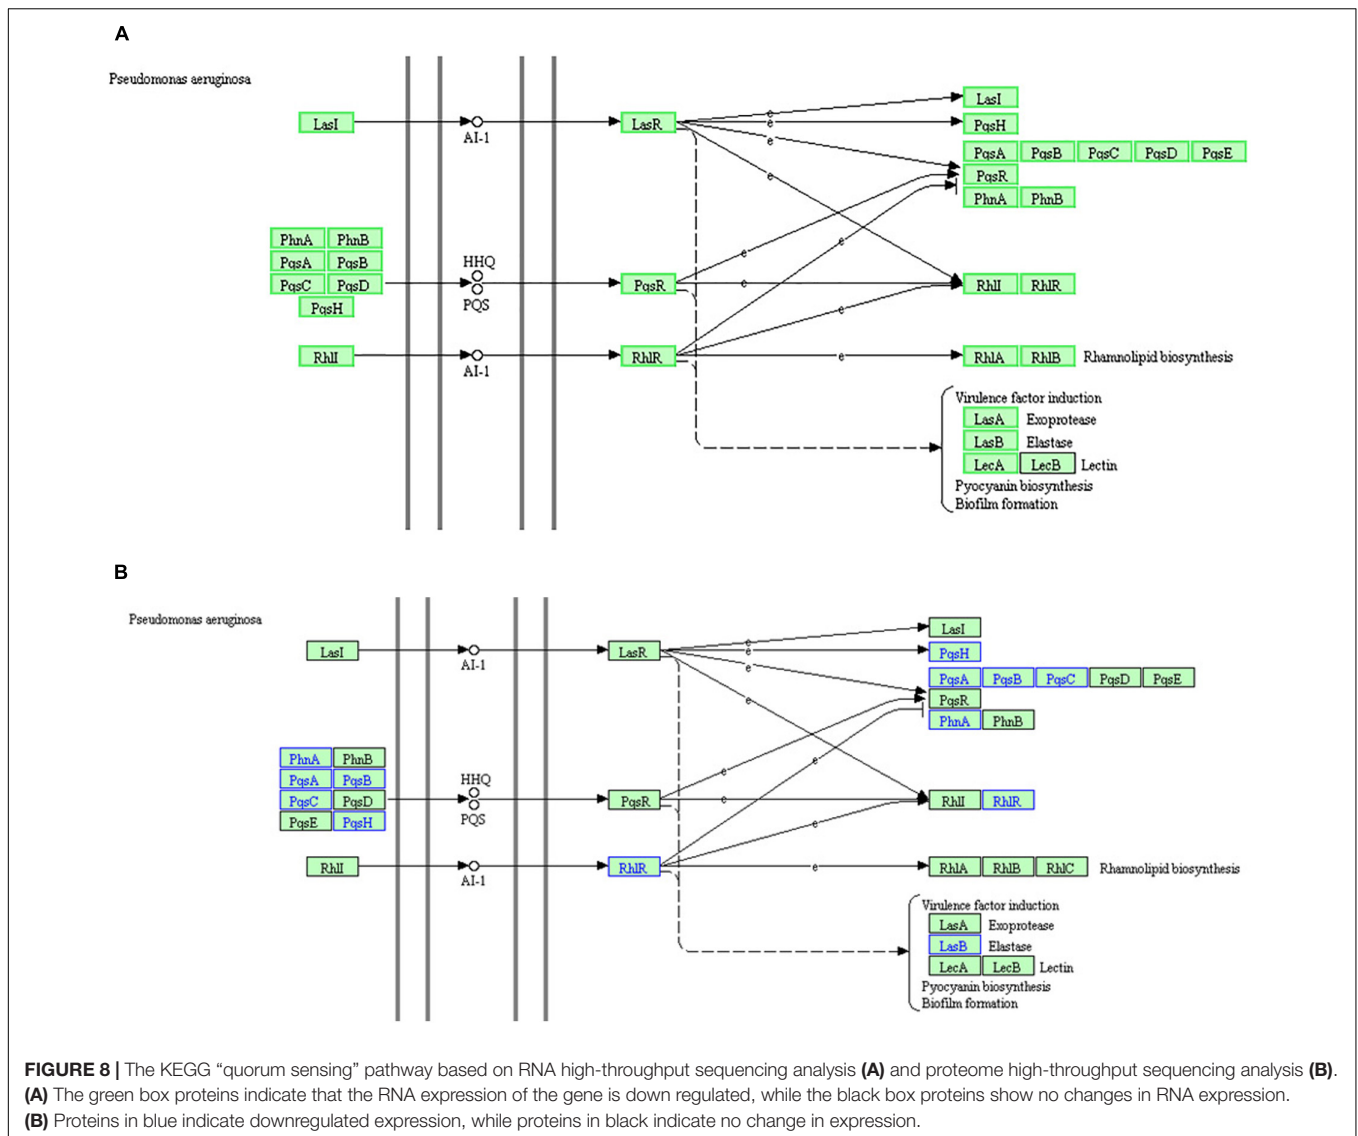 A
Pseudomonas aeruginosa
LasI AI-1 LasR e e e e LasI
PqsH
PqsA PqsB PqsC PqsD PqsE
PqsR
PhnA PhnB
PhnA PhnB
PqsA PqsB
PqsC PqsD
PqsH
HHQ
PQS
PqsR e e e RhlI RhlR
RhlI AI-1 RhlR e e RhlA RhlB Rhamnolipid biosynthesis
Virulence factor induction
LasA Exoprotease
LasB Elastase
LecA LecB Lectin
Pyocyanin biosynthesis
Biofilm formation
B
Pseudomonas aeruginosa
LasI AI-1 LasR e e e e LasI
PqsH
PqsA PqsB PqsC PqsD PqsE
PqsR
PhnA PhnB
PhnA PhnB
PqsA PqsB
PqsC PqsD
PqsE PqsH
HHQ
PQS
PqsR e e e RhlI RhlR
RhlI AI-1 RhlR e e RhlA RhlB RhlC Rhamnolipid biosynthesis
Virulence factor induction
LasA Exoprotease
LasB Elastase
LecA LecB Lectin
Pyocyanin biosynthesis
Biofilm formation
FIGURE 8 | The KEGG “quorum sensing” pathway based on RNA high-throughput sequencing analysis (A) and proteome high-throughput sequencing analysis (B).
(A) The green box proteins indicate that the RNA expression of the gene is down regulated, while the black box proteins show no changes in RNA expression.
(B) Proteins in blue indicate downregulated expression, while proteins in black indicate no change in expression.